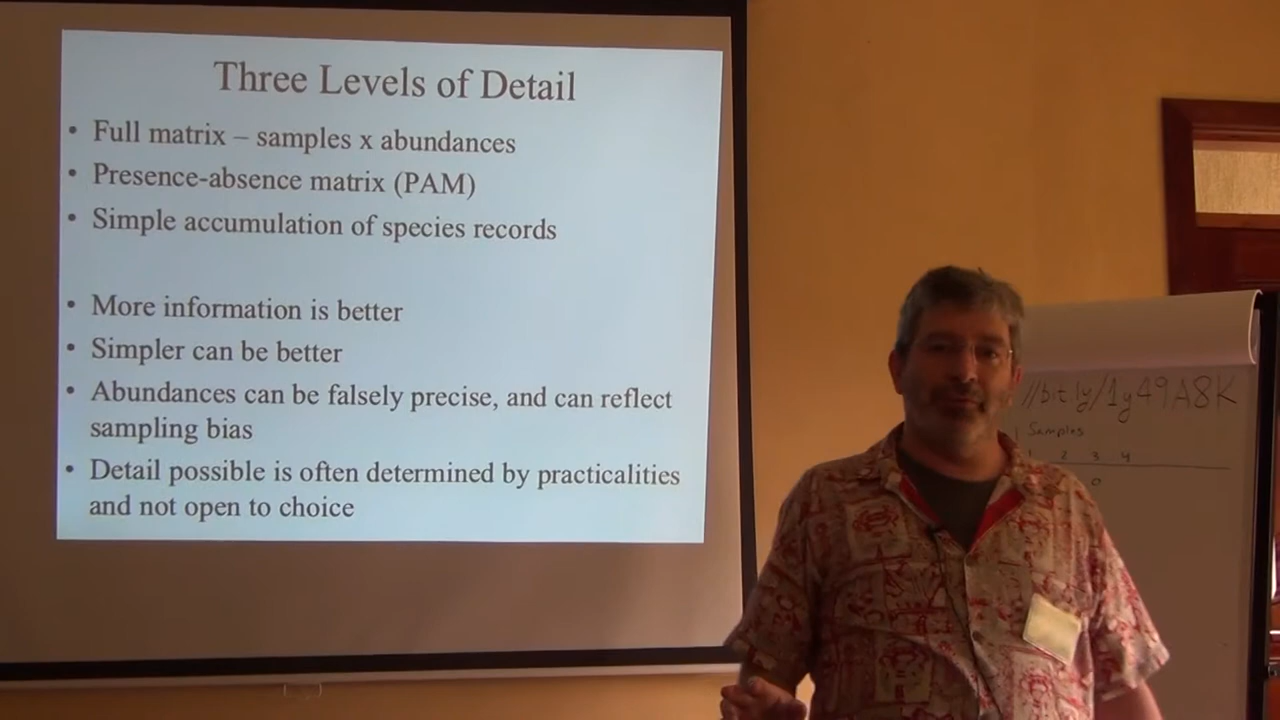 Three Levels of Detail
• Full matrix – samples x abundances
• Presence-absence matrix (PAM)
• Simple accumulation of species records
• More information is better
• Simpler can be better
• Abundances can be falsely precise, and can reflect
sampling bias
• Detail possible is often determined by practicalities
and not open to choice
//bit.ly/1y49A8K
Samples
1 2 3 4
0